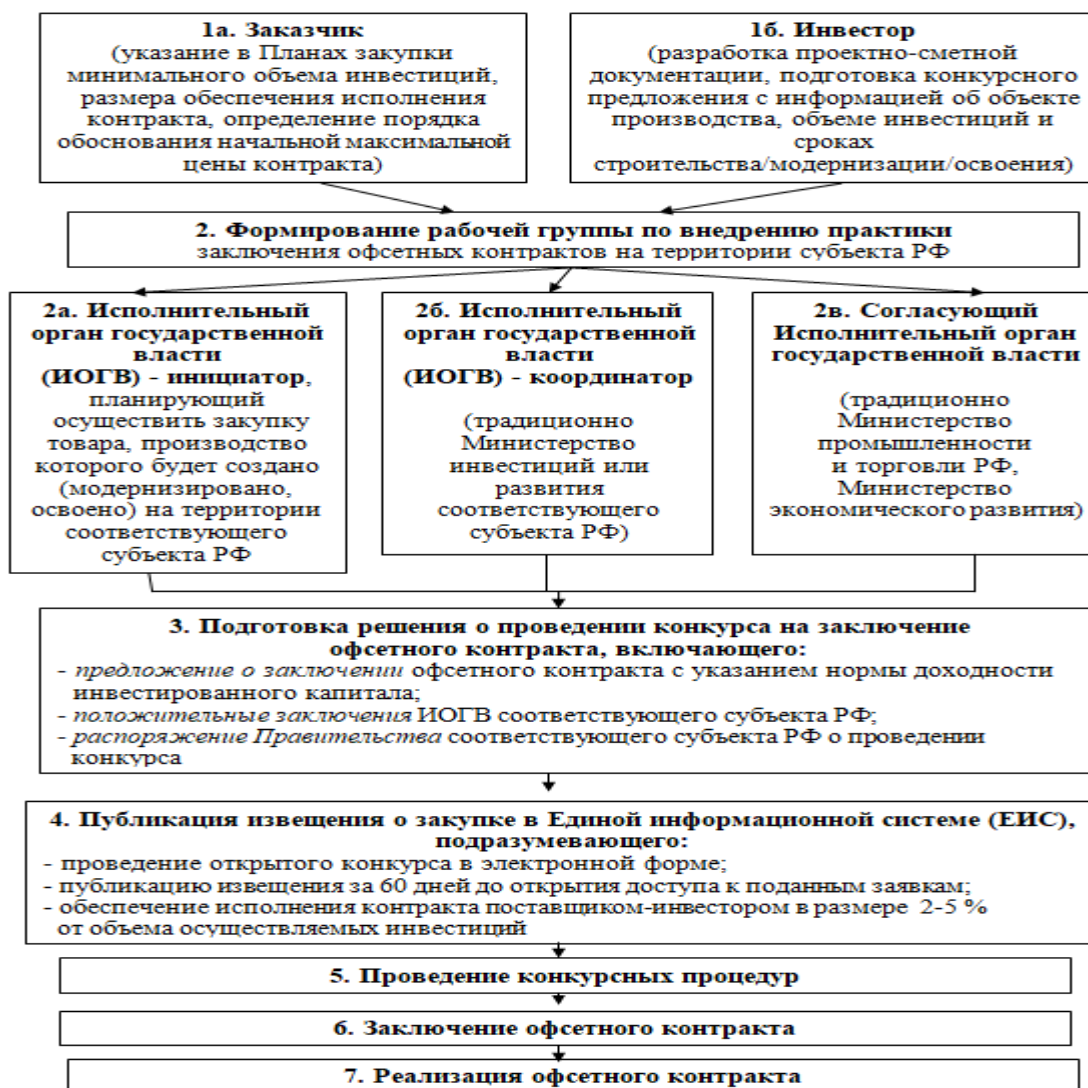 1а. Заказчик
(указание в Планах закупки
минимального объема инвестиций,
размера обеспечения исполнения
контракта, определение порядка
обоснования начальной максимальной
цены контракта)
1б. Инвестор
(разработка проектно-сметной
документации, подготовка конкурсного
предложения с информацией об объекте
производства, объеме инвестиций и
сроках
строительства/модернизации/освоения)
2. Формирование рабочей группы по внедрению практики
заключения офсетных контрактов на территории субъекта РФ
2а. Исполнительный
орган государственной
власти
(ИОГВ) - инициатор,
планирующий
осуществить закупку
товара, производство
которого будет создано
(модернизировано,
освоено) на территории
соответствующего
субъекта РФ
2б. Исполнительный
орган государственной
власти
(ИОГВ) - координатор
(традиционно
Министерство
инвестиций или
развития
соответствующего
субъекта РФ)
2в. Согласующий
Исполнительный орган
государственной власти
(традиционно
Министерство
промышленности
и торговли РФ,
Министерство
экономического развития)
3. Подготовка решения о проведении конкурса на заключение
офсетного контракта, включающего:
- предложение о заключении офсетного контракта с указанием нормы доходности
инвестированного капитала;
- положительные заключения ИОГВ соответствующего субъекта РФ;
- распоряжение Правительства соответствующего субъекта РФ о проведении
конкурса
4. Публикация извещения о закупке в Единой информационной системе (ЕИС),
подразумевающего:
- проведение открытого конкурса в электронной форме;
- публикацию извещения за 60 дней до открытия доступа к поданным заявкам;
- обеспечение исполнения контракта поставщиком-инвестором в размере 2-5 %
от объема осуществляемых инвестиций
5. Проведение конкурсных процедур
6. Заключение офсетного контракта
7. Реализация офсетного контракта